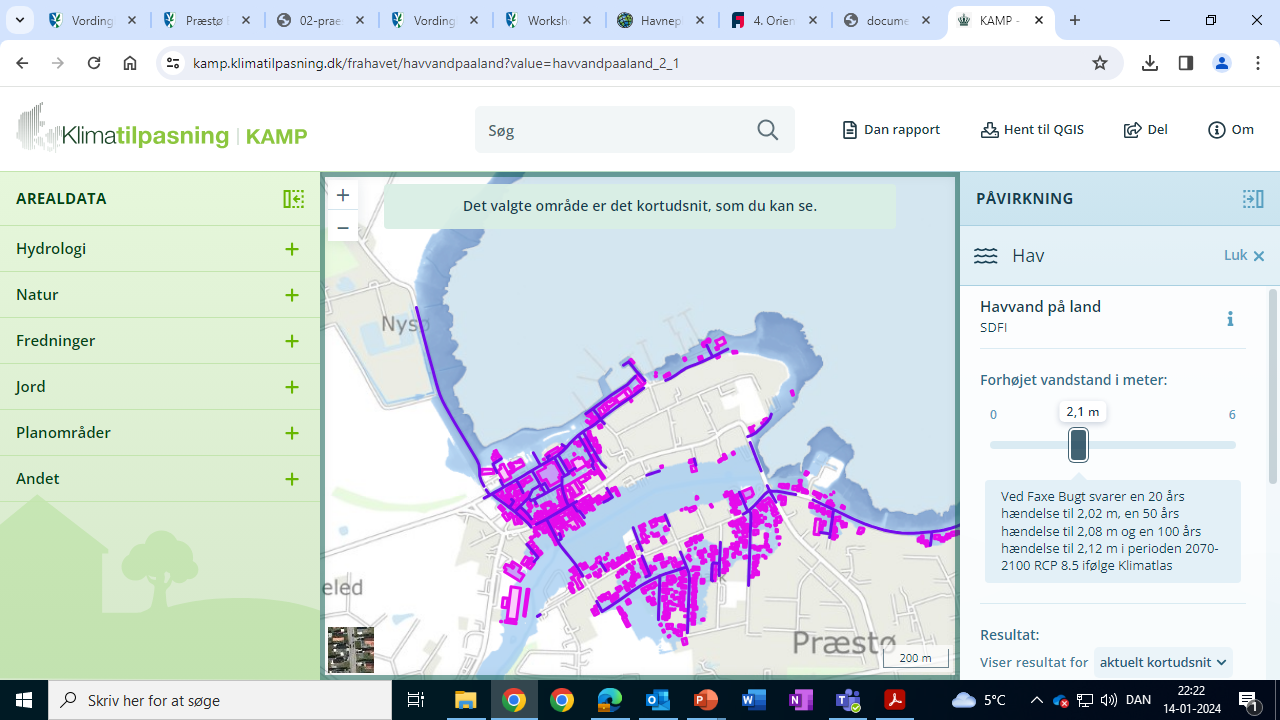 Vording
Præstø
02-præ
Vording
Worksh
Havnep
4. Orien
docume
KAMP -
kamp.klimatilpasning.dk/frahavet/havvandpaaland?value=havvandpaaland_2_1
Klimatilpasning | KAMP
Søg
Dan rapport
Hent til QGIS
Del
Om
AREALDATA
Hydrologi
Natur
Fredninger
Jord
Planområder
Andet
+
−
Det valgte område er det kortudsnit, som du kan se.
Nysø
eled
Præstø
200 m
PÅVIRKNING
Hav
Luk
Havvand på land
SDFI
Forhøjet vandstand i meter:
0
6
2,1 m
Ved Faxe Bugt svarer en 20 års
hændelse til 2,02 m, en 50 års
hændelse til 2,08 m og en 100 års
hændelse til 2,12 m i perioden 2070-
2100 RCP 8.5 ifølge Klimatlas
Resultat:
Viser resultat for aktuelt kortudsnit
Skriv her for at søge
5°C
DAN
22:22
14-01-2024
1